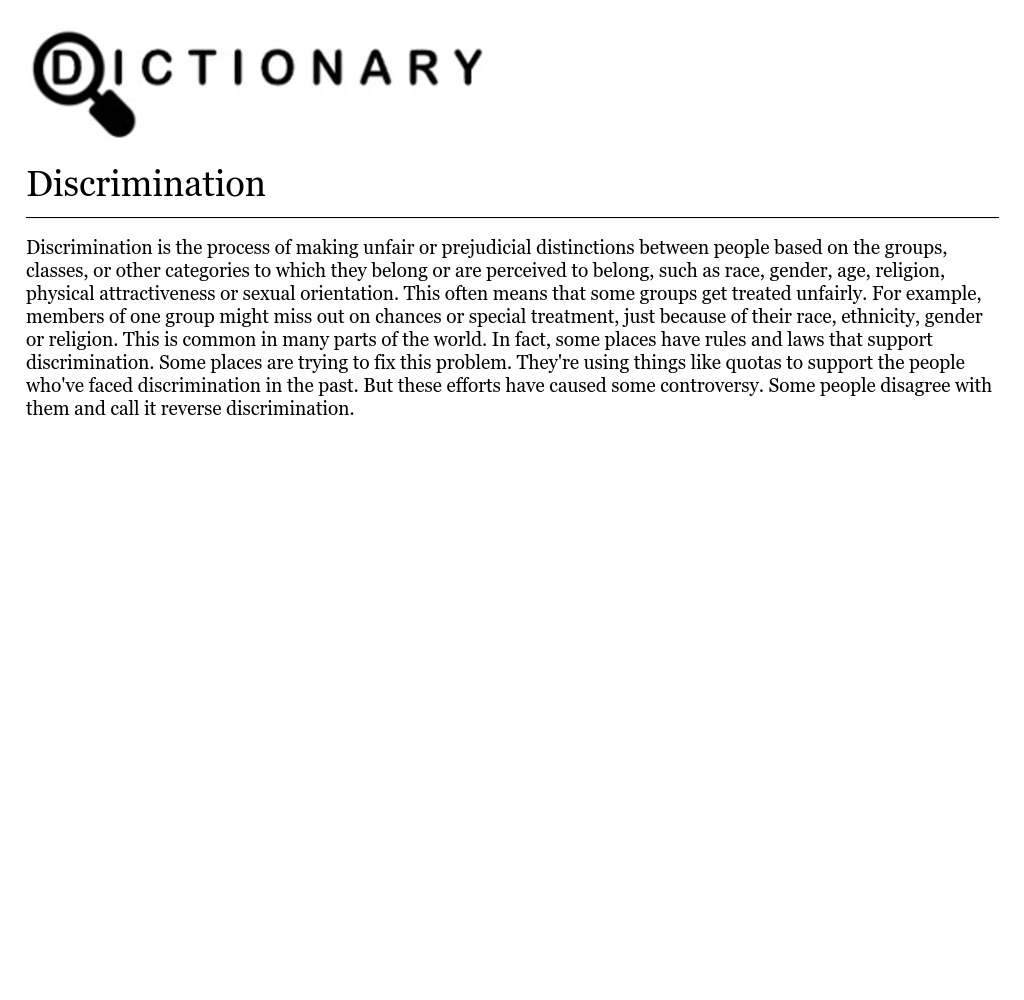 DICTIONARY
Discrimination
Discrimination is the process of making unfair or prejudicial distinctions between people based on the groups,
classes, or other categories to which they belong or are perceived to belong, such as race, gender, age, religion,
physical attractiveness or sexual orientation. This often means that some groups get treated unfairly. For example,
members of one group might miss out on chances or special treatment, just because of their race, ethnicity, gender
or religion. This is common in many parts of the world. In fact, some places have rules and laws that support
discrimination. Some places are trying to fix this problem. They're using things like quotas to support the people
who've faced discrimination in the past. But these efforts have caused some controversy. Some people disagree with
them and call it reverse discrimination.